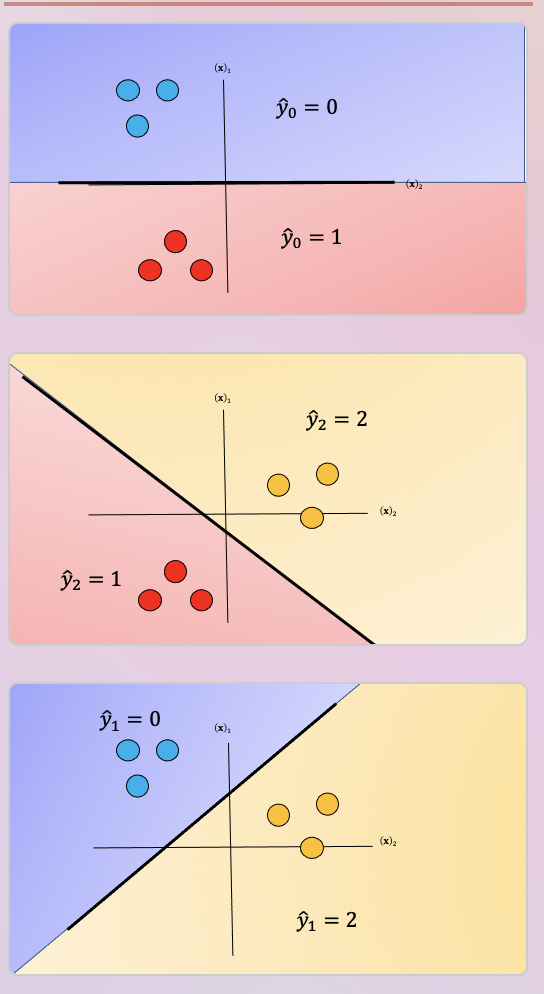 (x)₁
ŷ₀ = 0
(x)₂
ŷ₀ = 1
(x)₁
ŷ₂ = 2
(x)₂
ŷ₂ = 1
ŷ₁ = 0
(x)₁
(x)₂
ŷ₁ = 2